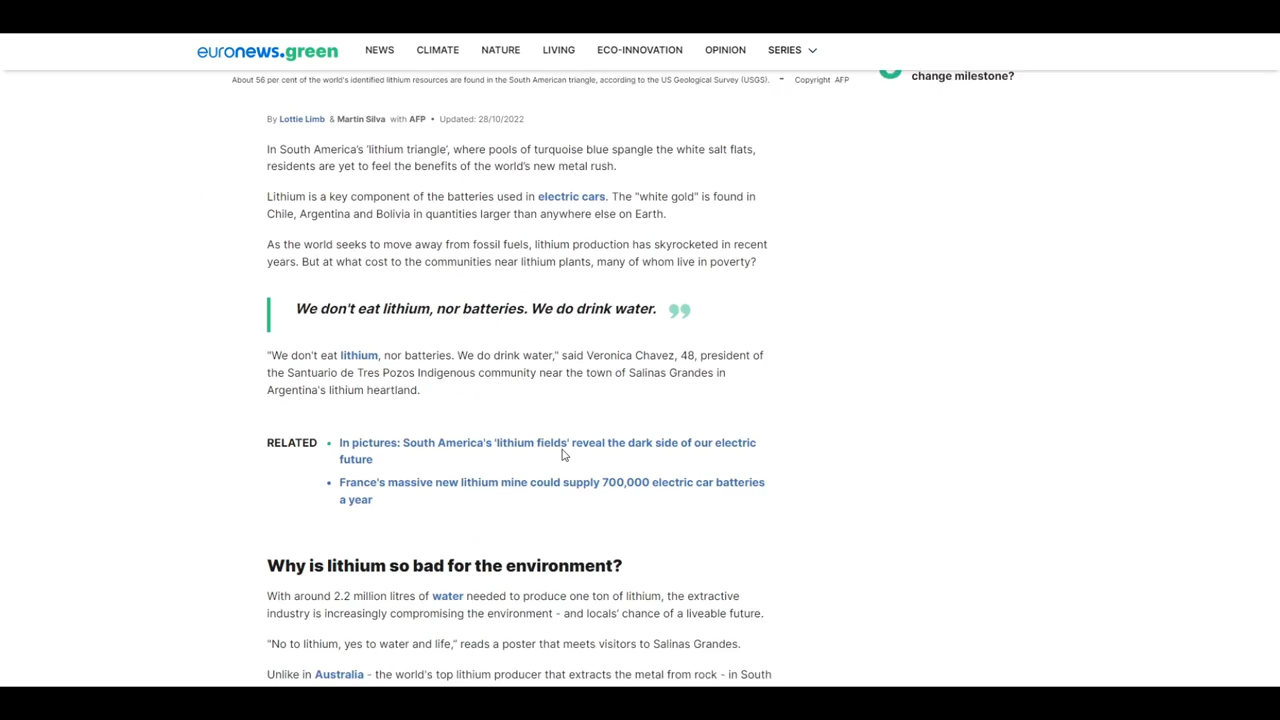 euronews.green NEWS CLIMATE NATURE LIVING ECO-INNOVATION OPINION SERIES
change milestone?
About 56 per cent of the world's identified lithium resources are found in the South American triangle, according to the US Geological Survey (USGS). - Copyright AFP
By Lottie Limb & Martin Silva with AFP • Updated: 28/10/2022
In South America's 'lithium triangle', where pools of turquoise blue spangle the white salt flats,
residents are yet to feel the benefits of the world's new metal rush.
Lithium is a key component of the batteries used in electric cars. The "white gold" is found in
Chile, Argentina and Bolivia in quantities larger than anywhere else on Earth.
As the world seeks to move away from fossil fuels, lithium production has skyrocketed in recent
years. But at what cost to the communities near lithium plants, many of whom live in poverty?
We don't eat lithium, nor batteries. We do drink water. ”
"We don't eat lithium, nor batteries. We do drink water," said Veronica Chavez, 48, president of
the Santuario de Tres Pozos Indigenous community near the town of Salinas Grandes in
Argentina's lithium heartland.
RELATED • In pictures: South America's 'lithium fields' reveal the dark side of our electric
future
• France's massive new lithium mine could supply 700,000 electric car batteries
a year
Why is lithium so bad for the environment?
With around 2.2 million litres of water needed to produce one ton of lithium, the extractive
industry is increasingly compromising the environment - and locals' chance of a liveable future.
"No to lithium, yes to water and life," reads a poster that meets visitors to Salinas Grandes.
Unlike in Australia - the world's top lithium producer that extracts the metal from rock - in South